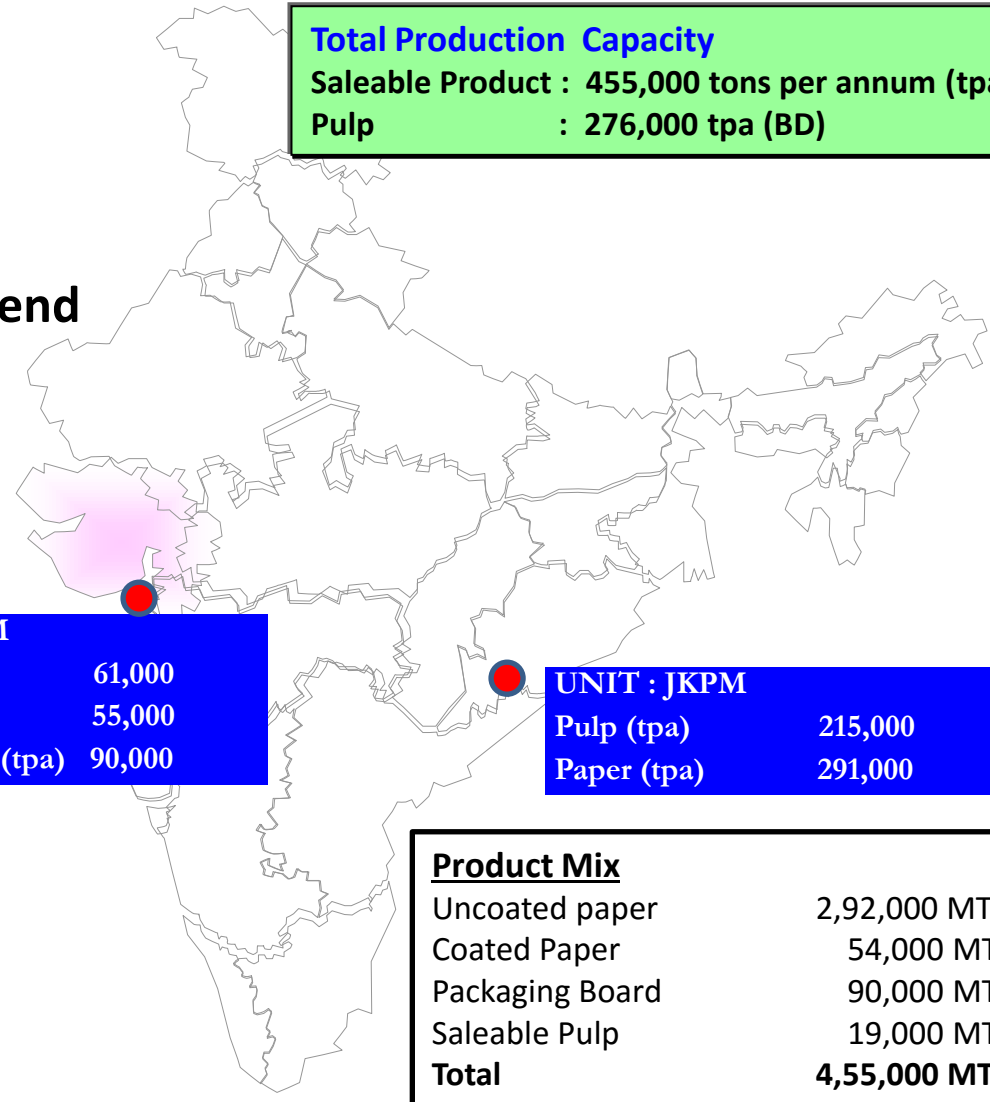 Total Production Capacity
Saleable Product : 455,000 tons per annum (tpa
Pulp : 276,000 tpa (BD)
end
M
61,000
55,000
(tpa) 90,000
UNIT : JKPM
Pulp (tpa) 215,000
Paper (tpa) 291,000
Product Mix
Uncoated paper 2,92,000 MT
Coated Paper 54,000 MT
Packaging Board 90,000 MT
Saleable Pulp 19,000 MT
Total 4,55,000 MT